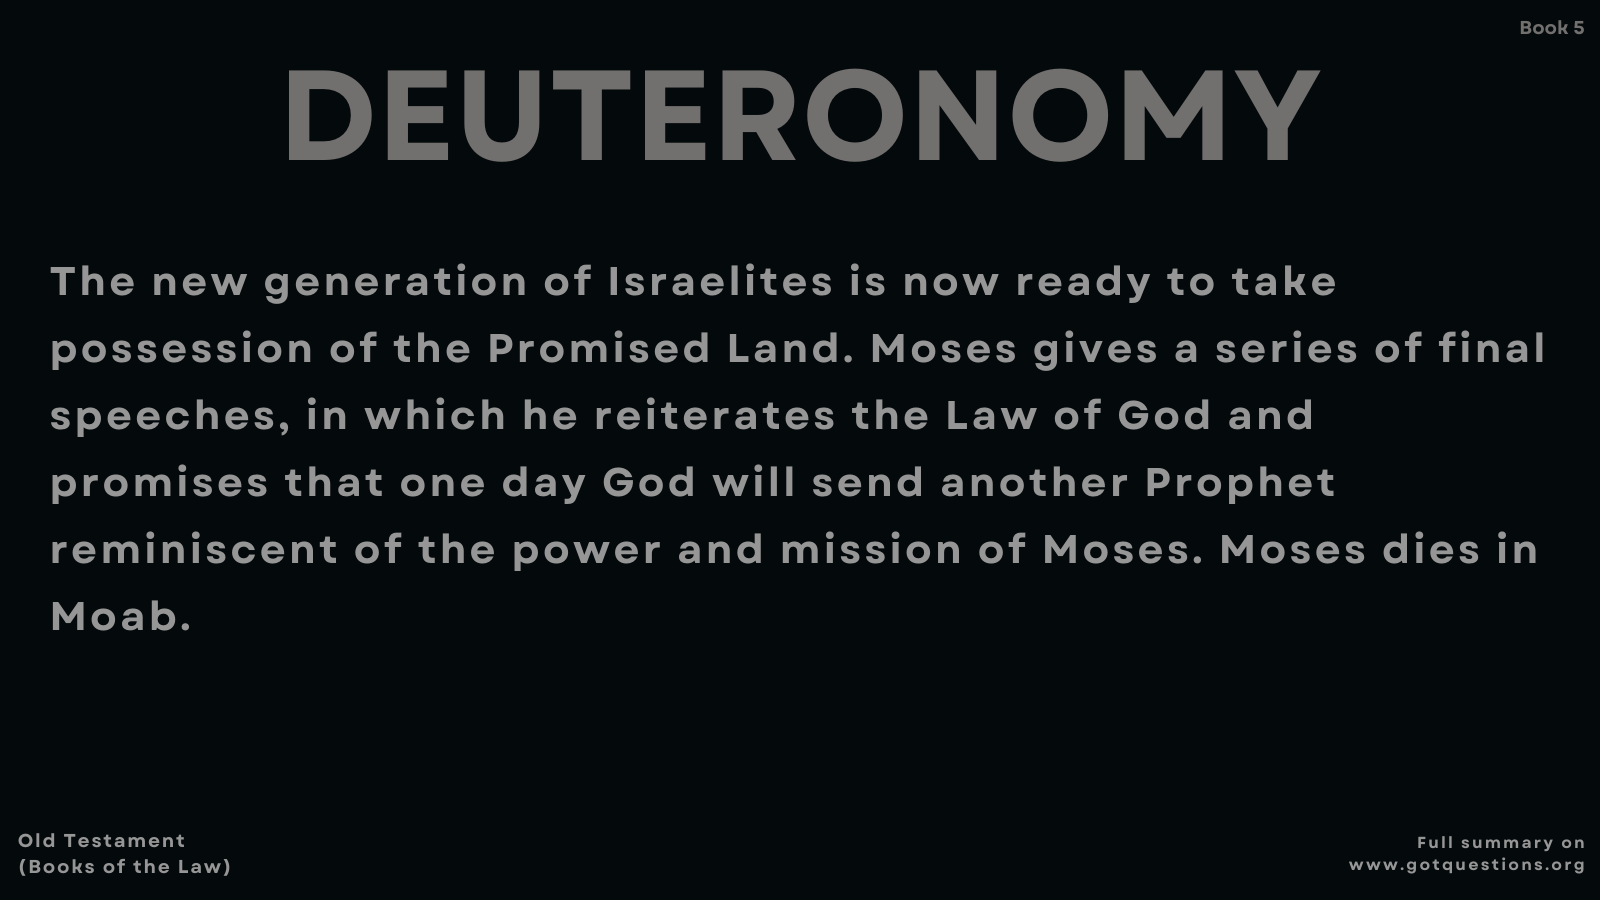 Book 5
DEUTERONOMY
The new generation of Israelites is now ready to take
possession of the Promised Land. Moses gives a series of final
speeches, in which he reiterates the Law of God and
promises that one day God will send another Prophet
reminiscent of the power and mission of Moses. Moses dies in
Moab.
Old Testament
(Books of the Law)
Full summary on
www.gotquestions.org